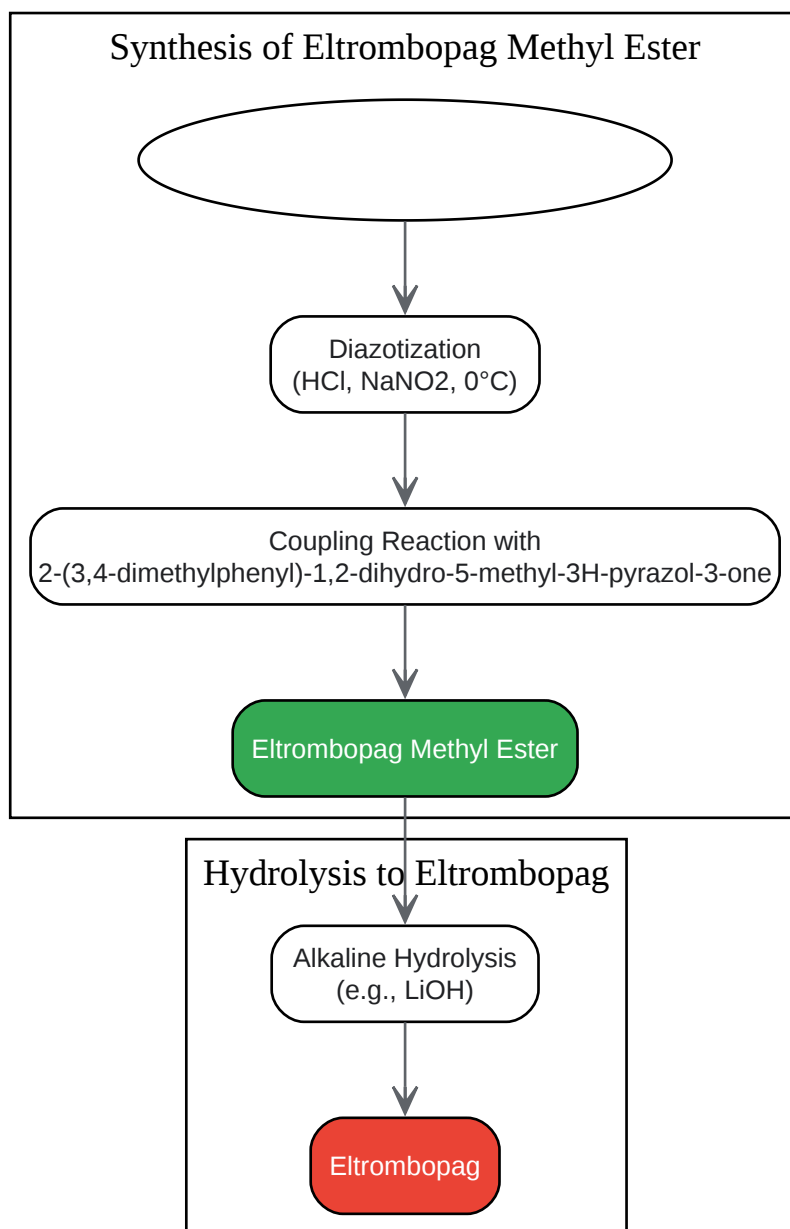 Synthesis of Eltrombopag Methyl Ester
Diazotization
(HCl, NaNO2, 0°C)
Coupling Reaction with
2-(3,4-dimethylphenyl)-1,2-dihydro-5-methyl-3H-pyrazol-3-one
Eltrombopag Methyl Ester
Hydrolysis to Eltrombopag
Alkaline Hydrolysis
(e.g., LiOH)
Eltrombopag